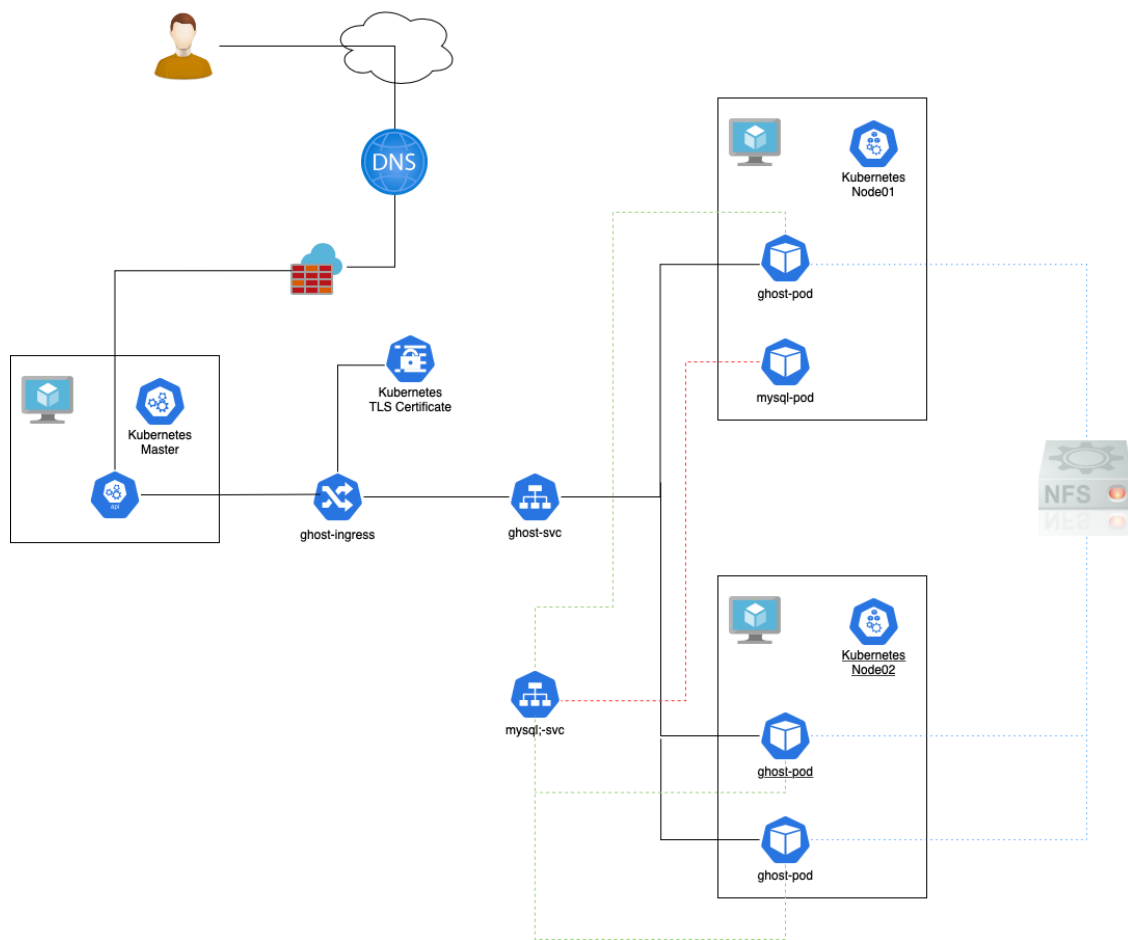 DNS
Kubernetes
Node01
ghost-pod
Kubernetes
TLS Certificate
mysql-pod
Kubernetes
Master
api
NFS
ghost-ingress
ghost-svc
Kubernetes
Node02
mysql;-svc
ghost-pod
ghost-pod